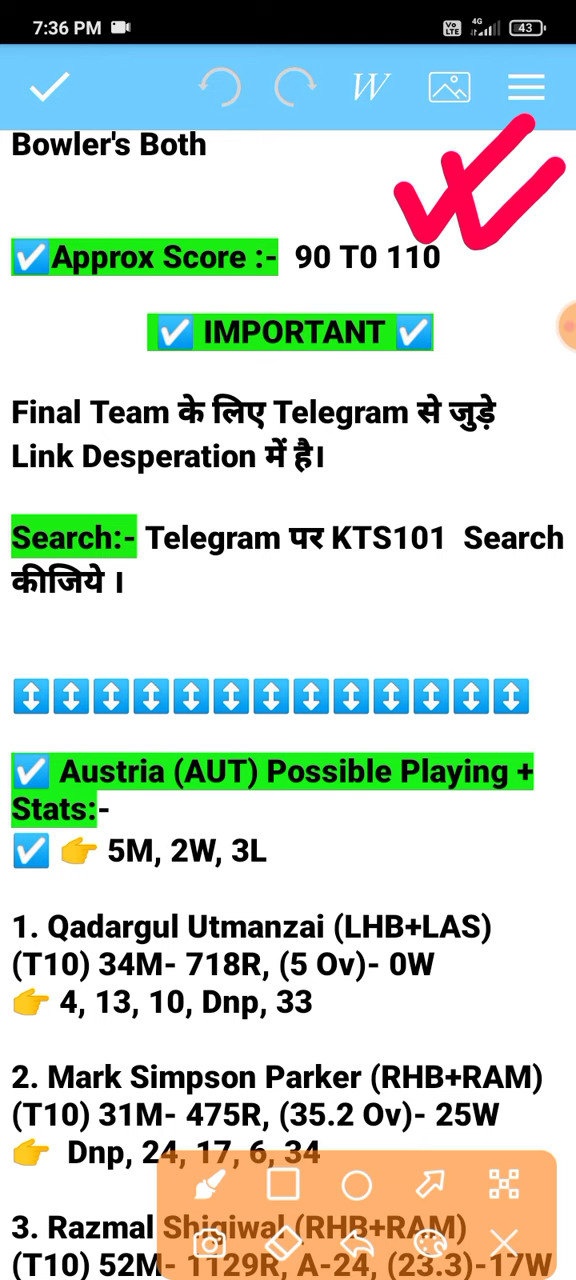 7:36 PM
Vo LTE 4G 43
W
Bowler's Both
✅Approx Score :- 90 T0 110
✅ IMPORTANT ✅
Final Team के लिए Telegram से जुड़े
Link Desperation में है।
Search:- Telegram पर KTS101 Search
कीजिये ।
✅ Austria (AUT) Possible Playing +
Stats:-
✅ 👉 5M, 2W, 3L
1. Qadargul Utmanzai (LHB+LAS)
(T10) 34M- 718R, (5 Ov)- 0W
👉 4, 13, 10, Dnp, 33
2. Mark Simpson Parker (RHB+RAM)
(T10) 31M- 475R, (35.2 Ov)- 25W
👉 Dnp, 24, 17, 6, 34
3. Razmal Shigiwal (RHB+RAM)
(T10) 52M- 1129R, A-24, (23.3)-17W